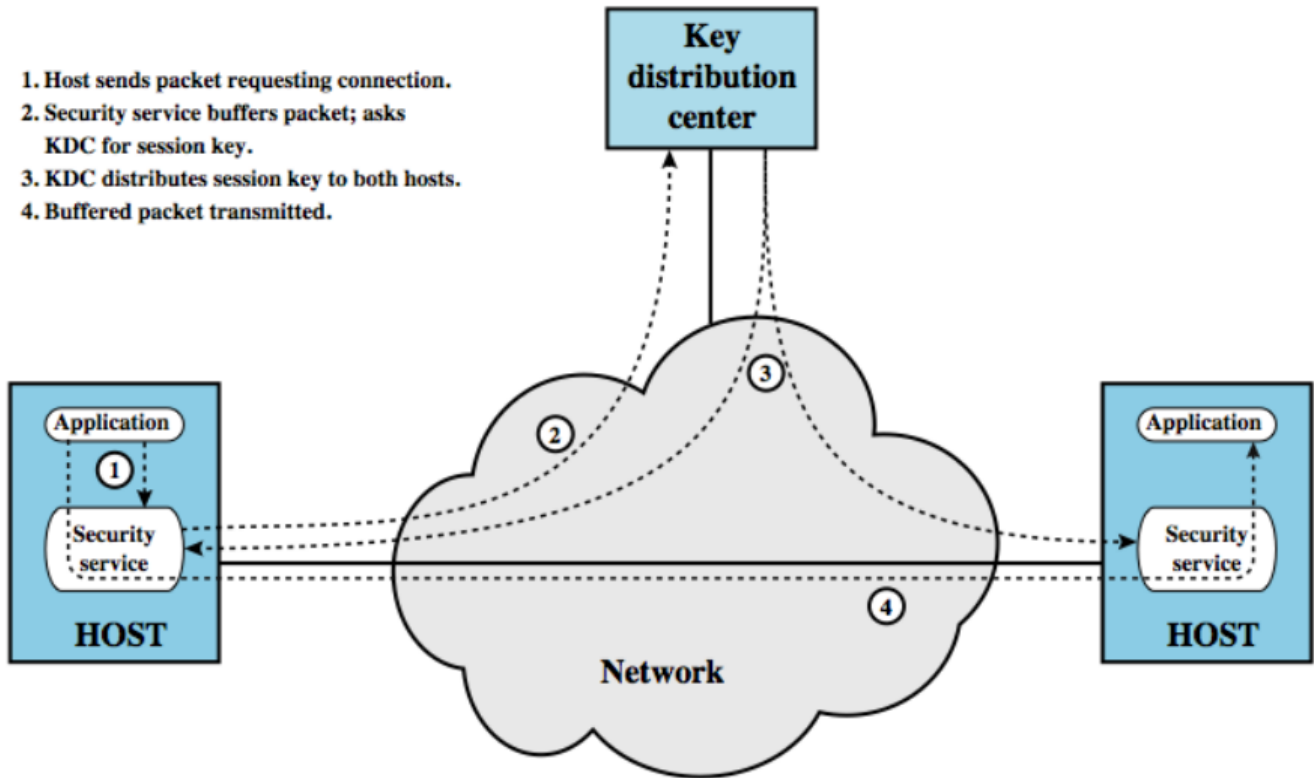 1. Host sends packet requesting connection.
2. Security service buffers packet; asks
KDC for session key.
3. KDC distributes session key to both hosts.
4. Buffered packet transmitted.
Key
distribution
center
3
2
Application
1
Security
service
HOST
Application
Security
service
HOST
4
Network